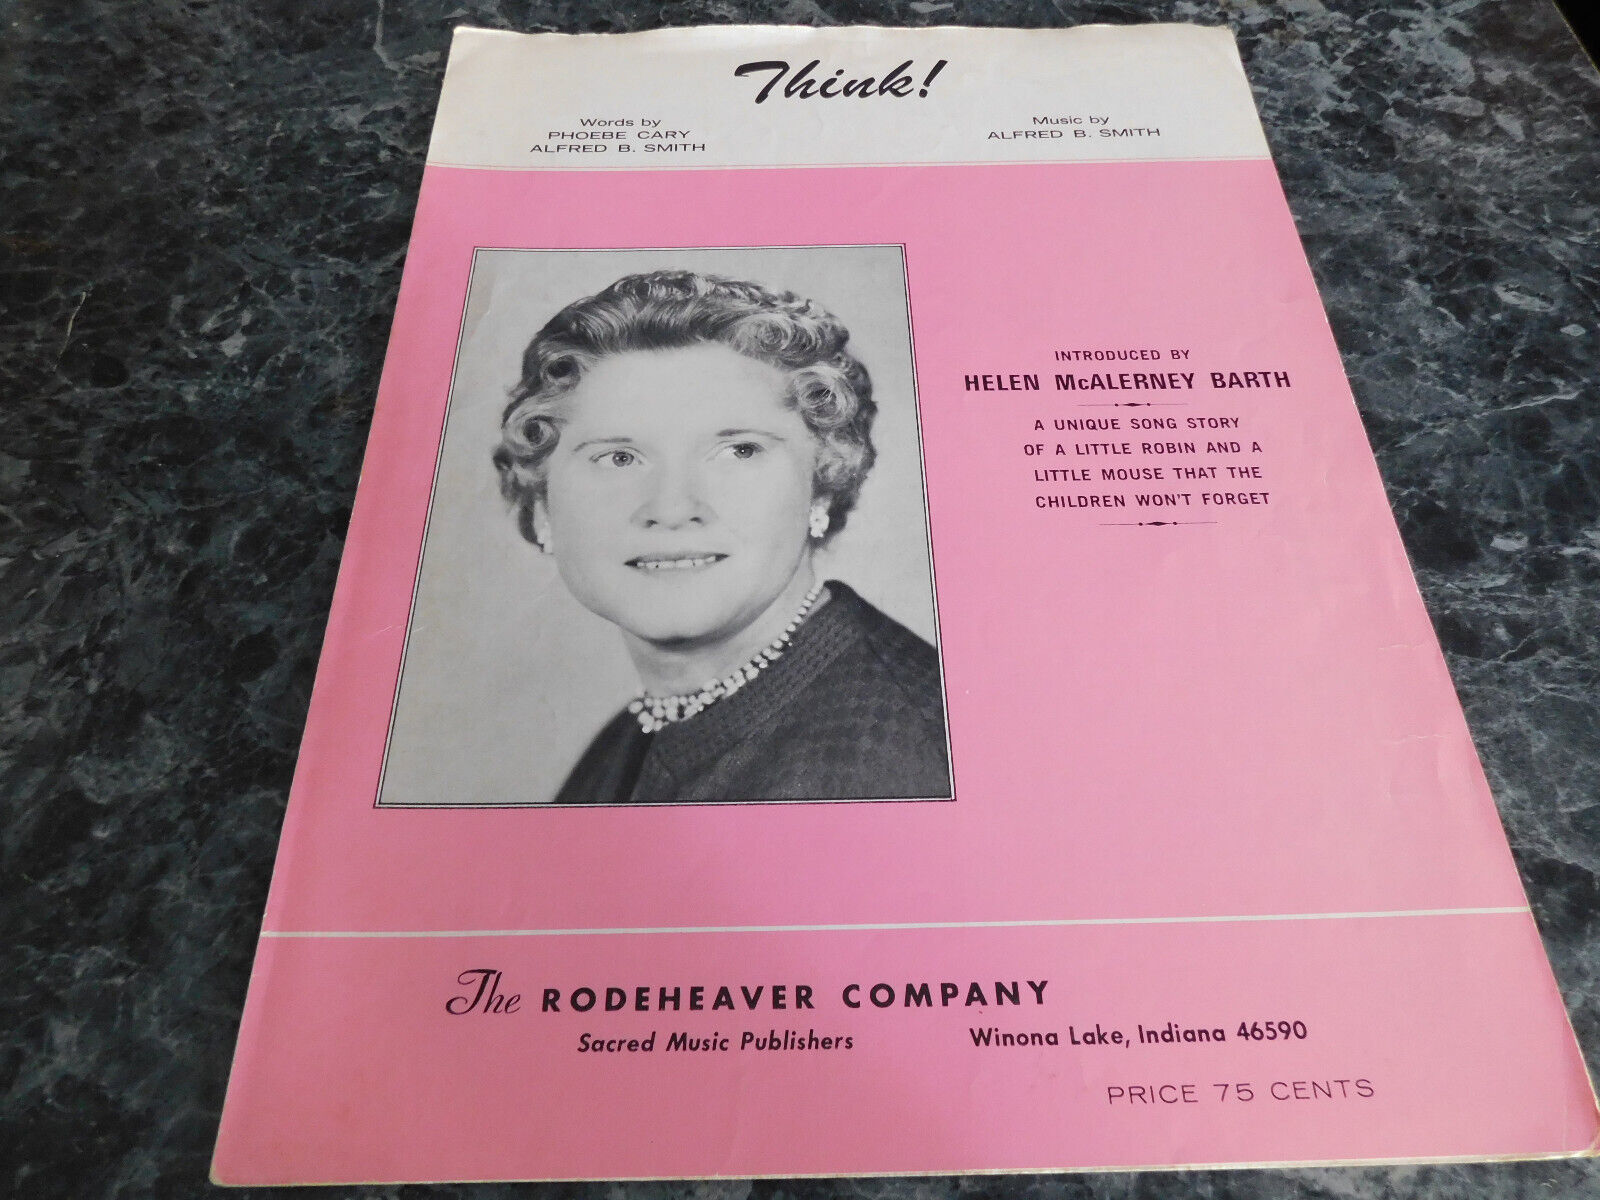 Think!
Words by
PHOEBE CARY
ALFRED B. SMITH
Music by
ALFRED B. SMITH
INTRODUCED BY
HELEN McALERNEY BARTH
A UNIQUE SONG STORY
OF A LITTLE ROBIN AND A
LITTLE MOUSE THAT THE
CHILDREN WON'T FORGET
The RODEHEAVER COMPANY
Sacred Music Publishers
Winona Lake, Indiana 46590
PRICE 75 CENTS